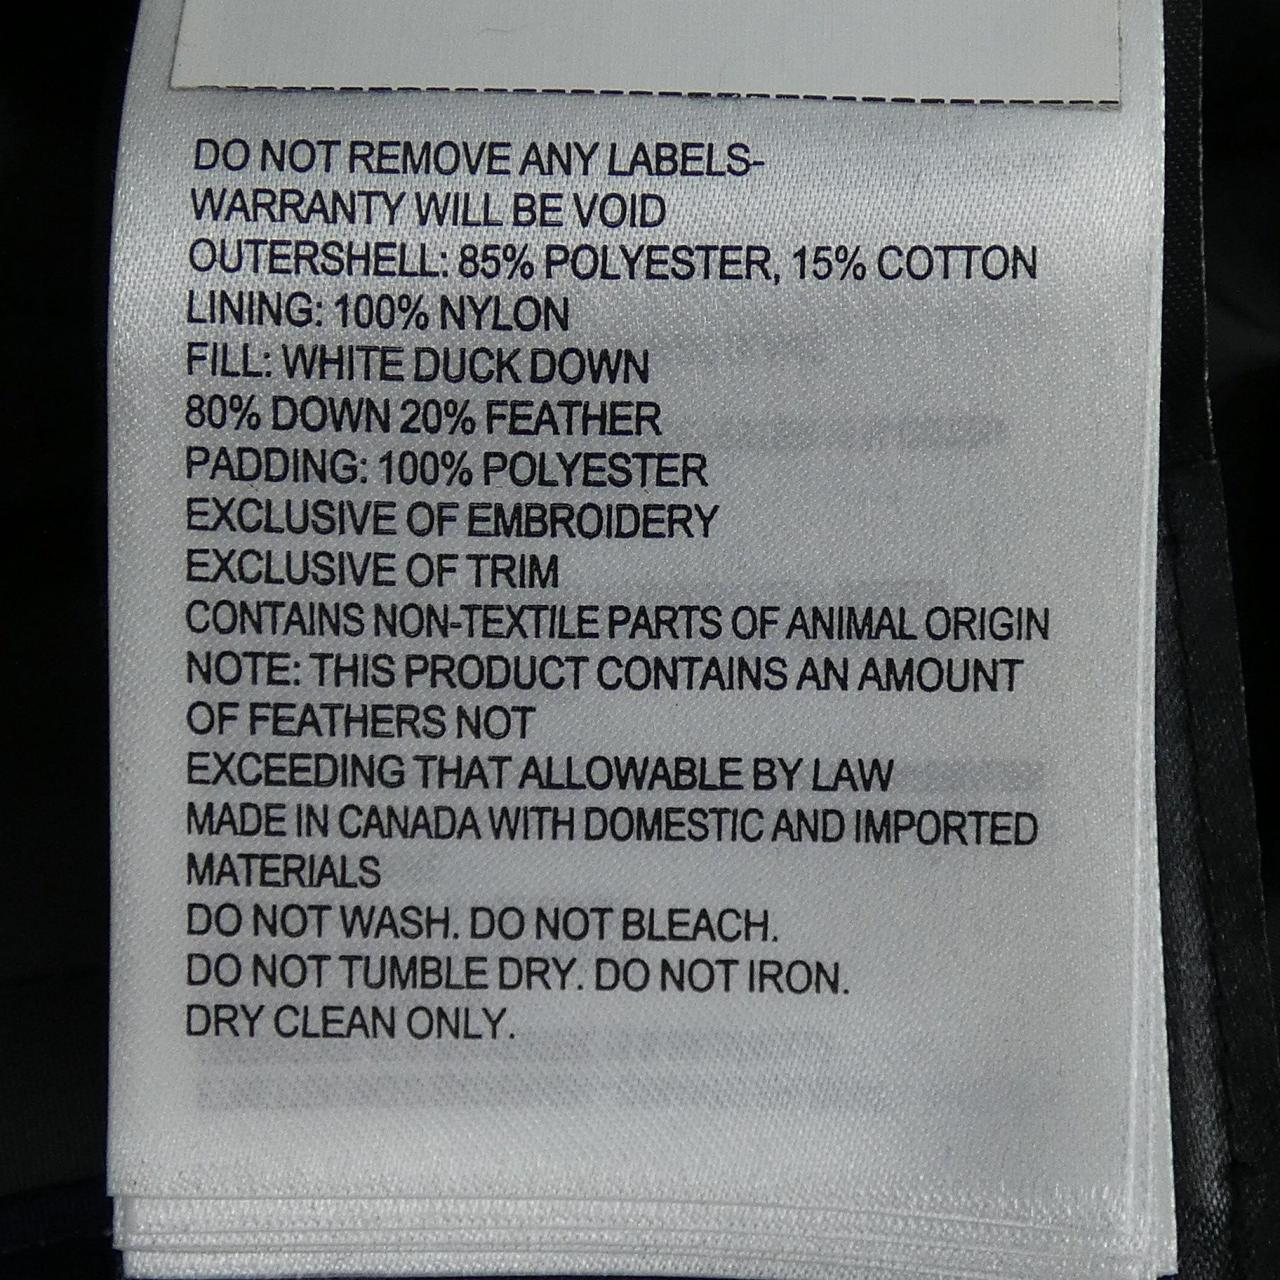 DO NOT REMOVE ANY LABELS-
WARRANTY WILL BE VOID
OUTERSHELL: 85% POLYESTER, 15% COTTON
LINING: 100% NYLON
FILL: WHITE DUCK DOWN
80% DOWN 20% FEATHER
PADDING: 100% POLYESTER
EXCLUSIVE OF EMBROIDERY
EXCLUSIVE OF TRIM
CONTAINS NON-TEXTILE PARTS OF ANIMAL ORIGIN
NOTE: THIS PRODUCT CONTAINS AN AMOUNT
OF FEATHERS NOT
EXCEEDING THAT ALLOWABLE BY LAW
MADE IN CANADA WITH DOMESTIC AND IMPORTED
MATERIALS
DO NOT WASH. DO NOT BLEACH.
DO NOT TUMBLE DRY. DO NOT IRON.
DRY CLEAN ONLY.